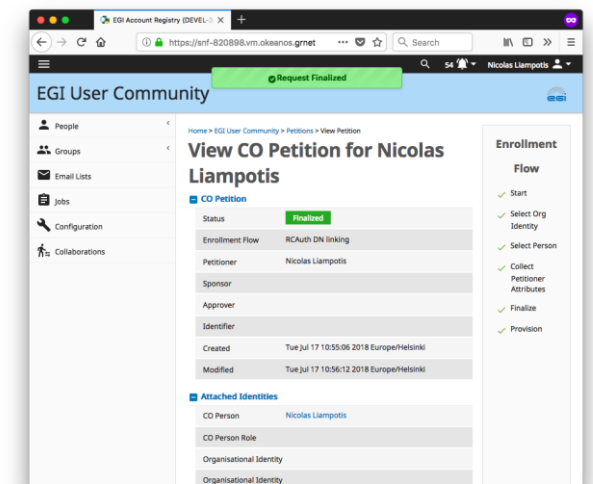 EGI Account Registry (DEVEL-
https://snf-820898.vm.okeanos.grnet
Search
54
Nicolas Liampotis
Request Finalized
EGI User Community
egi
People
Groups
Email Lists
Jobs
Configuration
Collaborations
Home > EGI User Community > Petitions > View Petition
View CO Petition for Nicolas
Liampotis
CO Petition
Status Finalized
Enrollment Flow RCAuth DN linking
Petitioner Nicolas Liampotis
Sponsor
Approver
Identifier
Created Tue Jul 17 10:55:06 2018 Europe/Helsinki
Modified Tue Jul 17 10:56:12 2018 Europe/Helsinki
Attached Identities
CO Person Nicolas Liampotis
CO Person Role
Organisational Identity
Organisational Identity
Enrollment
Flow
Start
Select Org
Identity
Select Person
Collect
Petitioner
Attributes
Finalize
Provision